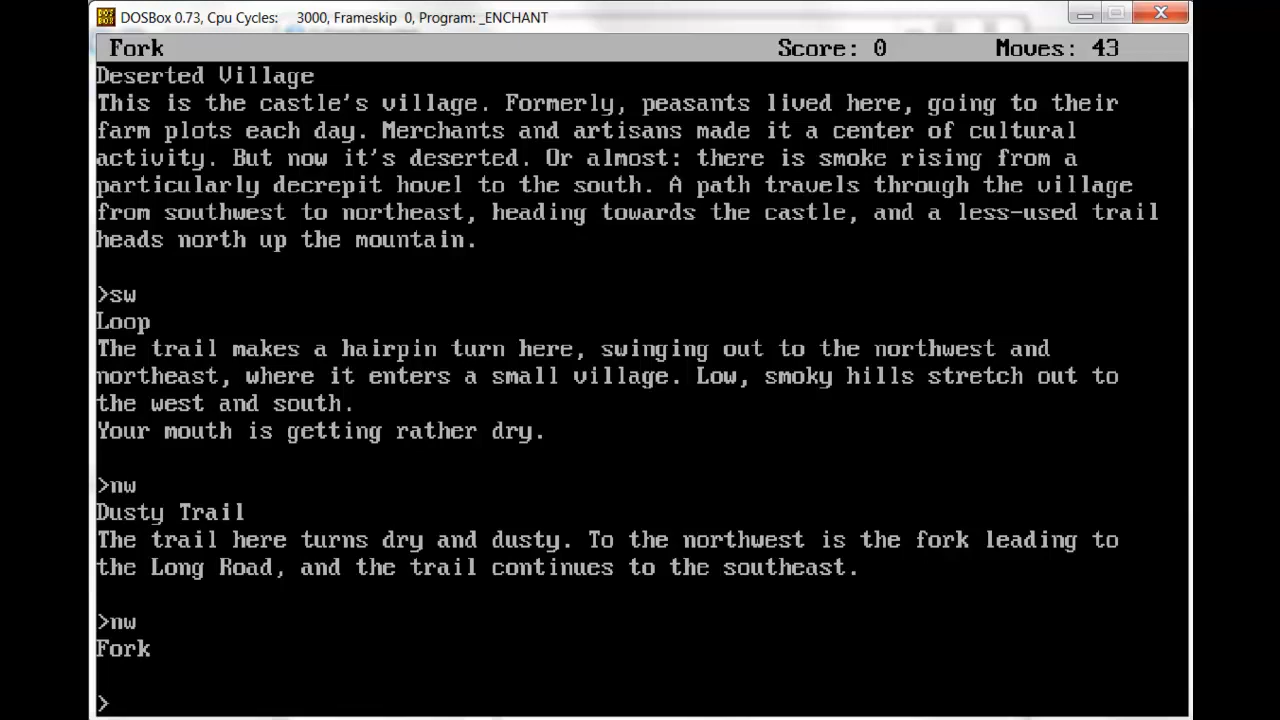 DOSBox 0.73, Cpu Cycles: 3000, Frameskip 0, Program: _ENCHANT
Fork Score: 0 Moves: 43
Deserted Village
This is the castle's village. Formerly, peasants lived here, going to their
farm plots each day. Merchants and artisans made it a center of cultural
activity. But now it's deserted. Or almost: there is smoke rising from a
particularly decrepit hovel to the south. A path travels through the village
from southwest to northeast, heading towards the castle, and a less-used trail
heads north up the mountain.
>sw
Loop
The trail makes a hairpin turn here, swinging out to the northwest and
northeast, where it enters a small village. Low, smoky hills stretch out to
the west and south.
Your mouth is getting rather dry.
>nw
Dusty Trail
The trail here turns dry and dusty. To the northwest is the fork leading to
the Long Road, and the trail continues to the southeast.
>nw
Fork
>